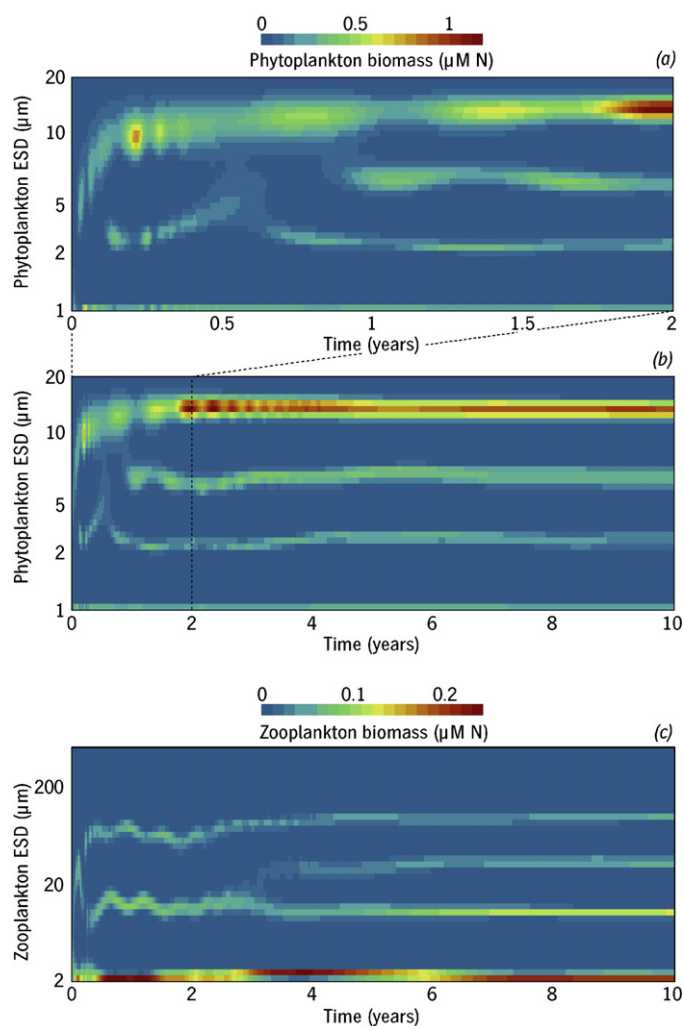 0 0.5 1
Phytoplankton biomass (µM N)
(a)
Phytoplankton ESD (µm)
20
10
5
2
1
0 0.5 1 1.5 2
Time (years)
(b)
Phytoplankton ESD (µm)
20
10
5
2
1
0 2 4 6 8 10
Time (years)
0 0.1 0.2
Zooplankton biomass (µM N)
(c)
Zooplankton ESD (µm)
200
20
2
0 2 4 6 8 10
Time (years)